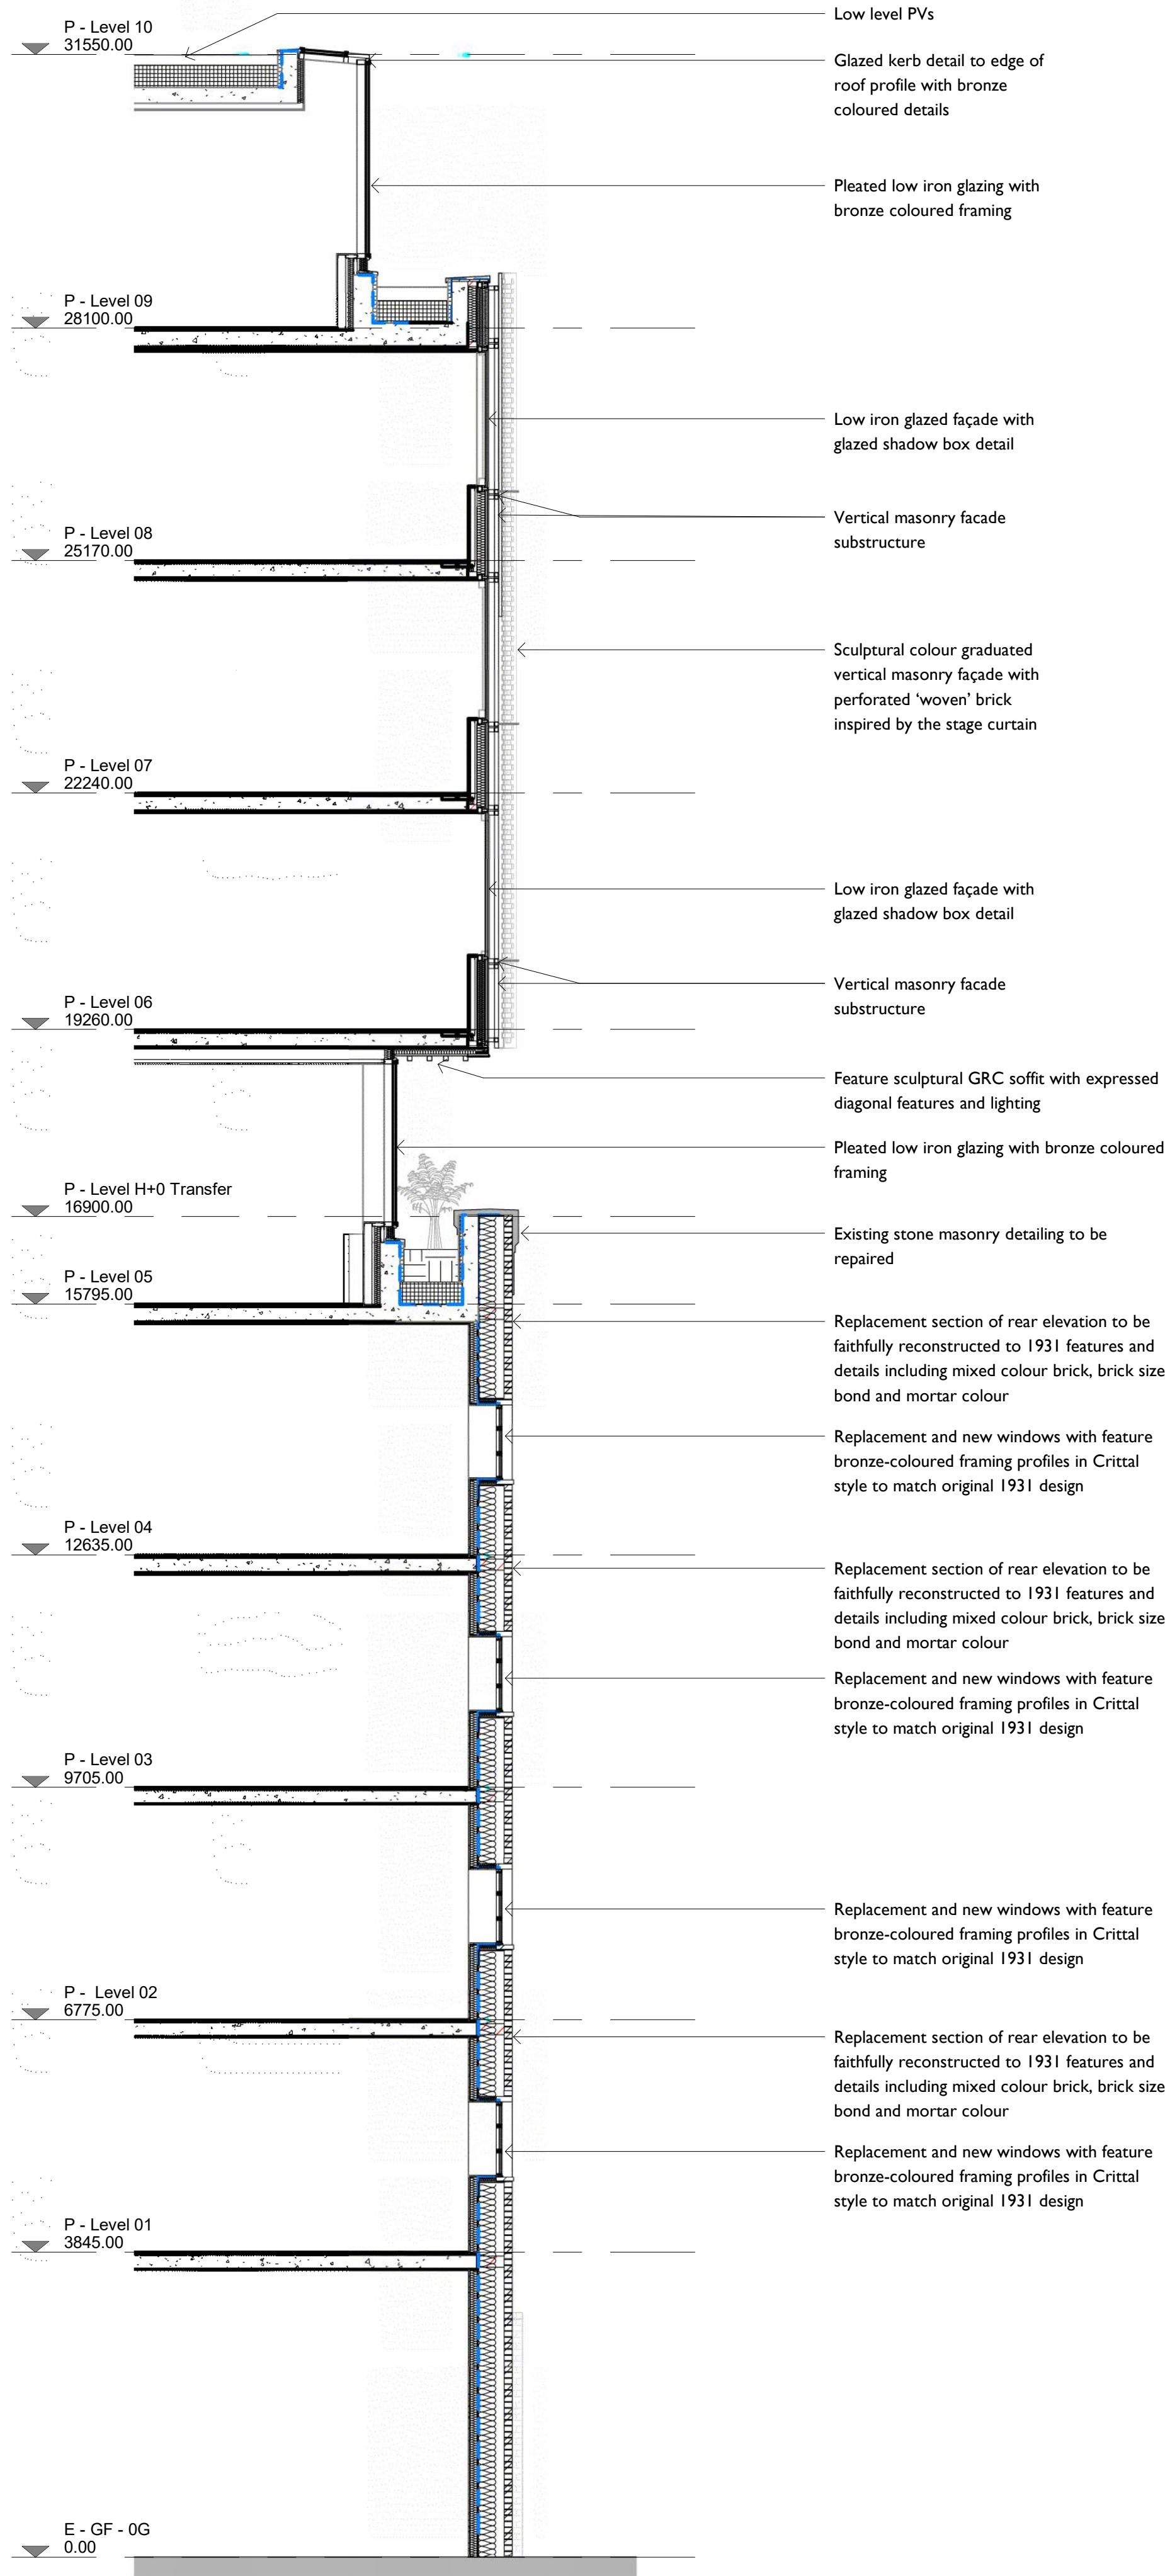 P - Level 10
31550.00
Low level PVs
Glazed kerb detail to edge of
roof profile with bronze
coloured details
Pleated low iron glazing with
bronze coloured framing
P - Level 09
28100.00
Low iron glazed façade with
glazed shadow box detail
P - Level 08
25170.00
Vertical masonry facade
substructure
Sculptural colour graduated
vertical masonry façade with
perforated ‘woven’ brick
inspired by the stage curtain
P - Level 07
22240.00
Low iron glazed façade with
glazed shadow box detail
P - Level 06
19260.00
Vertical masonry facade
substructure
Feature sculptural GRC soffit with expressed
diagonal features and lighting
Pleated low iron glazing with bronze coloured
framing
P - Level H+0 Transfer
16900.00
Existing stone masonry detailing to be
repaired
P - Level 05
15795.00
Replacement section of rear elevation to be
faithfully reconstructed to 1931 features and
details including mixed colour brick, brick size
bond and mortar colour
Replacement and new windows with feature
bronze-coloured framing profiles in Crittal
style to match original 1931 design
P - Level 04
12635.00
Replacement section of rear elevation to be
faithfully reconstructed to 1931 features and
details including mixed colour brick, brick size
bond and mortar colour
Replacement and new windows with feature
bronze-coloured framing profiles in Crittal
style to match original 1931 design
P - Level 03
9705.00
Replacement and new windows with feature
bronze-coloured framing profiles in Crittal
style to match original 1931 design
P - Level 02
6775.00
Replacement section of rear elevation to be
faithfully reconstructed to 1931 features and
details including mixed colour brick, brick size
bond and mortar colour
Replacement and new windows with feature
bronze-coloured framing profiles in Crittal
style to match original 1931 design
P - Level 01
3845.00
E - GF - 0G
0.00